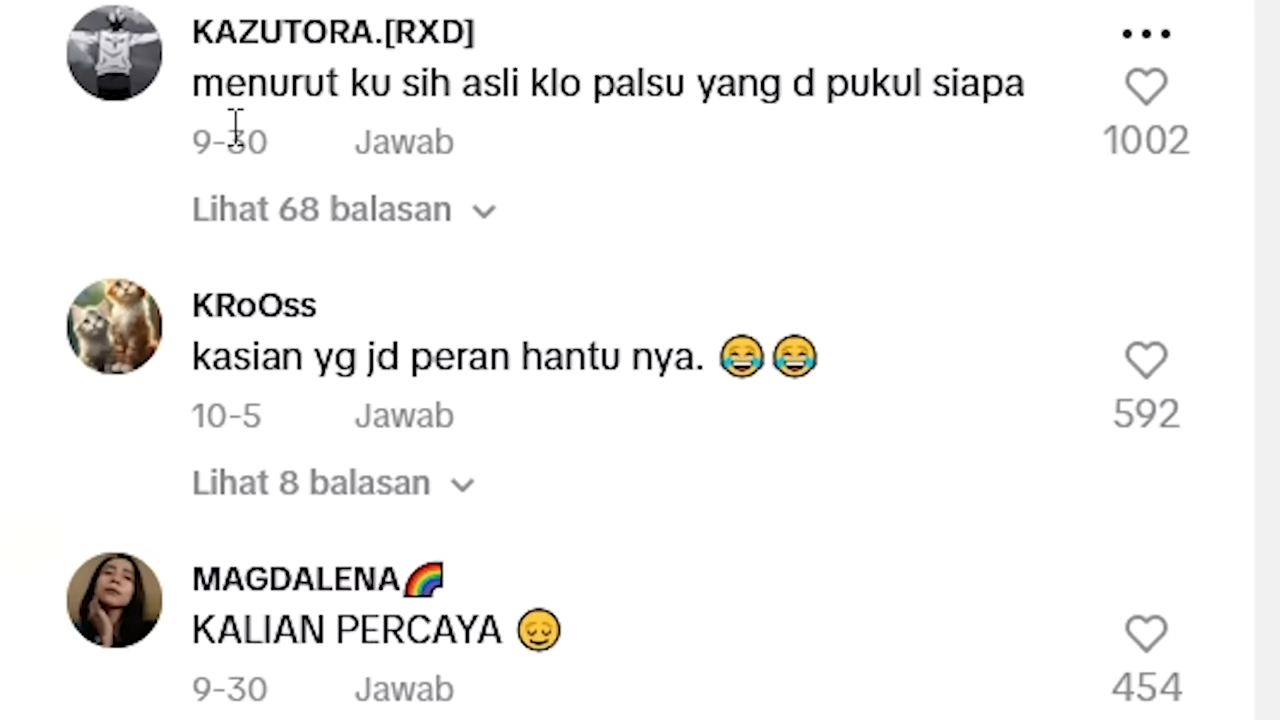 KAZUTORA.[RXD]
menurut ku sih asli klo palsu yang d pukul siapa
9-30 Jawab
1002
Lihat 68 balasan
KRoOss
kasian yg jd peran hantu nya. 😂😂
10-5 Jawab
592
Lihat 8 balasan
MAGDALENA🌈
KALIAN PERCAYA 😌
9-30 Jawab
454